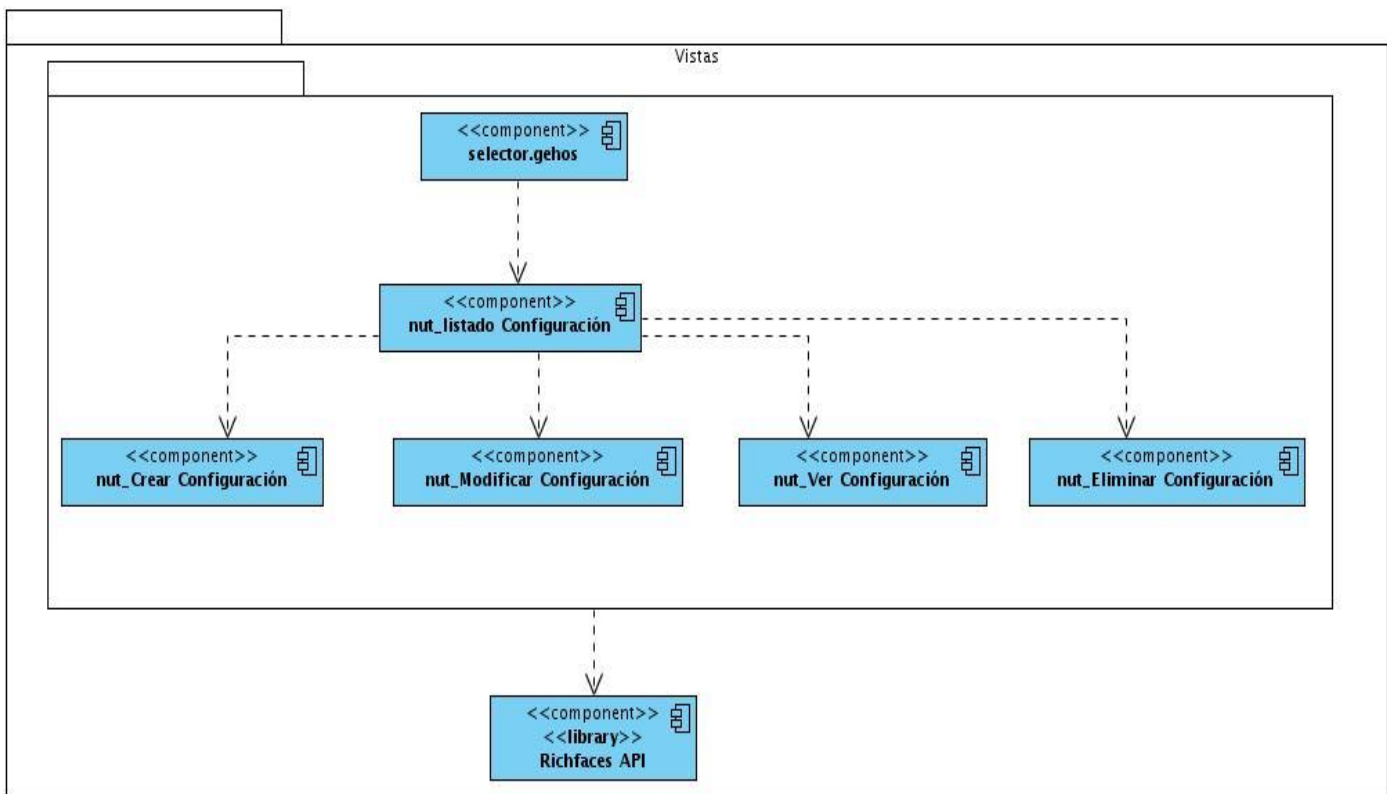 Vistas
<<component>>
selector.gehos
<<component>>
nut_listado Configuración
<<component>>
nut_Crear Configuración
<<component>>
nut_Modificar Configuración
<<component>>
nut_Ver Configuración
<<component>>
nut_Eliminar Configuración
<<component>>
<<library>>
Richfaces API